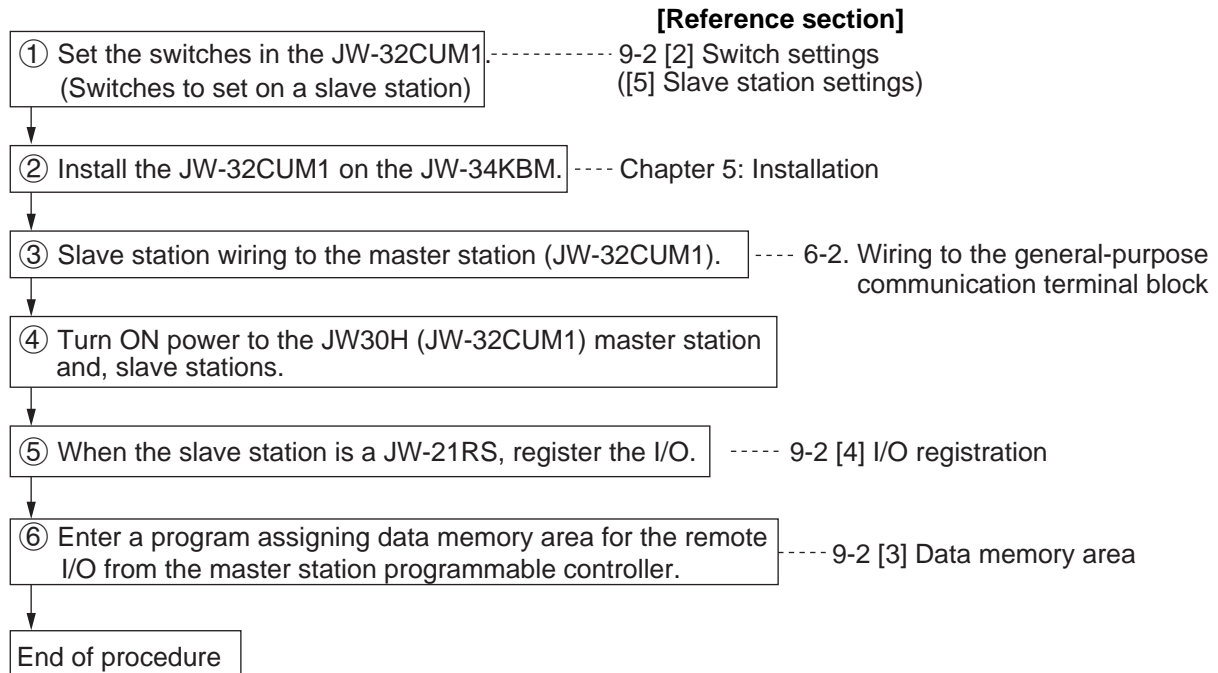 [Reference section]
① Set the switches in the JW-32CUM1.
(Switches to set on a slave station)
9-2 [2] Switch settings
([5] Slave station settings)
② Install the JW-32CUM1 on the JW-34KBM.
Chapter 5: Installation
③ Slave station wiring to the master station (JW-32CUM1).
6-2. Wiring to the general-purpose
communication terminal block
④ Turn ON power to the JW30H (JW-32CUM1) master station
and, slave stations.
⑤ When the slave station is a JW-21RS, register the I/O.
9-2 [4] I/O registration
⑥ Enter a program assigning data memory area for the remote
I/O from the master station programmable controller.
9-2 [3] Data memory area
End of procedure